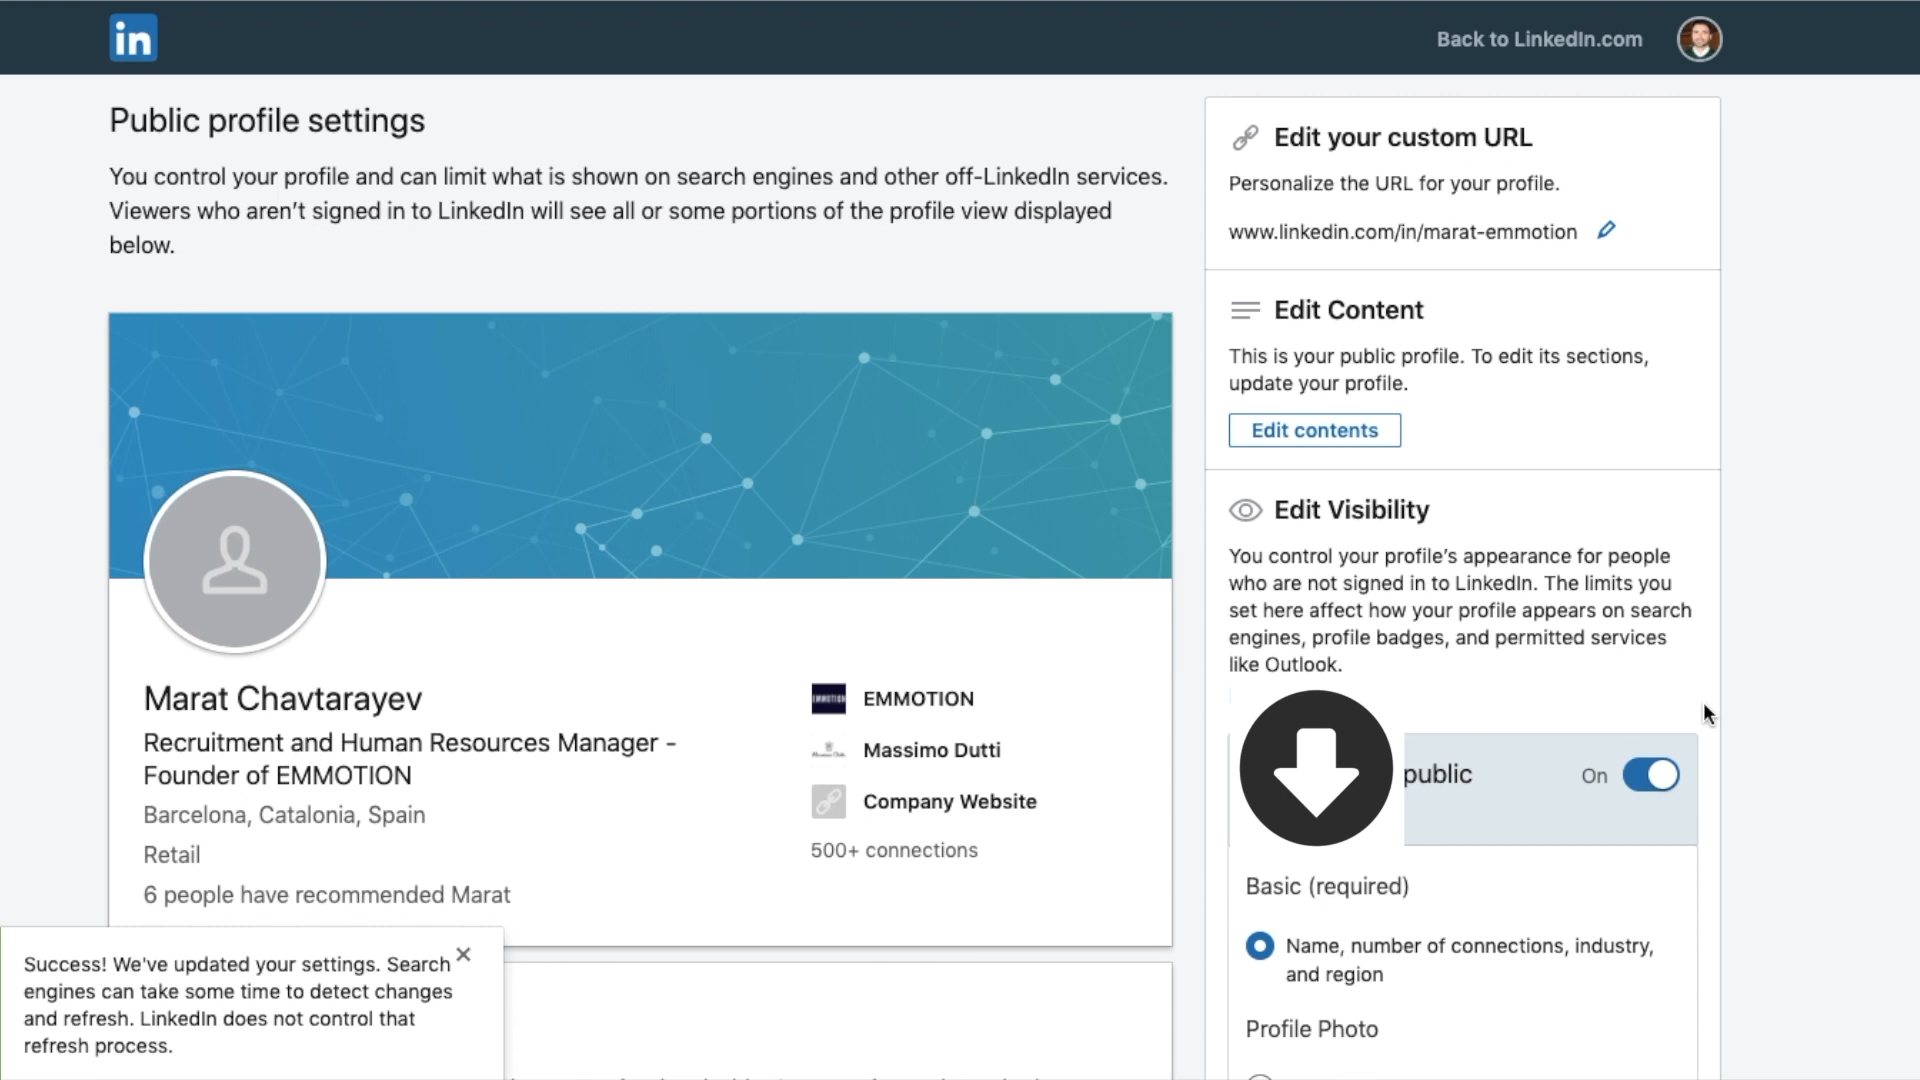 in
Back to LinkedIn.com
Public profile settings
You control your profile and can limit what is shown on search engines and other off-LinkedIn services.
Viewers who aren’t signed in to LinkedIn will see all or some portions of the profile view displayed
below.
Marat Chavtarayev
Recruitment and Human Resources Manager -
Founder of EMMOTION
Barcelona, Catalonia, Spain
Retail
6 people have recommended Marat
EMMOTION
EMMOTION
Massimo Dutti
Company Website
500+ connections
Success! We've updated your settings. Search
engines can take some time to detect changes
and refresh. LinkedIn does not control that
refresh process.
Edit your custom URL
Personalize the URL for your profile.
www.linkedin.com/in/marat-emmotion
Edit Content
This is your public profile. To edit its sections,
update your profile.
Edit contents
Edit Visibility
You control your profile’s appearance for people
who are not signed in to LinkedIn. The limits you
set here affect how your profile appears on search
engines, profile badges, and permitted services
like Outlook.
public
On
Basic (required)
Name, number of connections, industry,
and region
Profile Photo